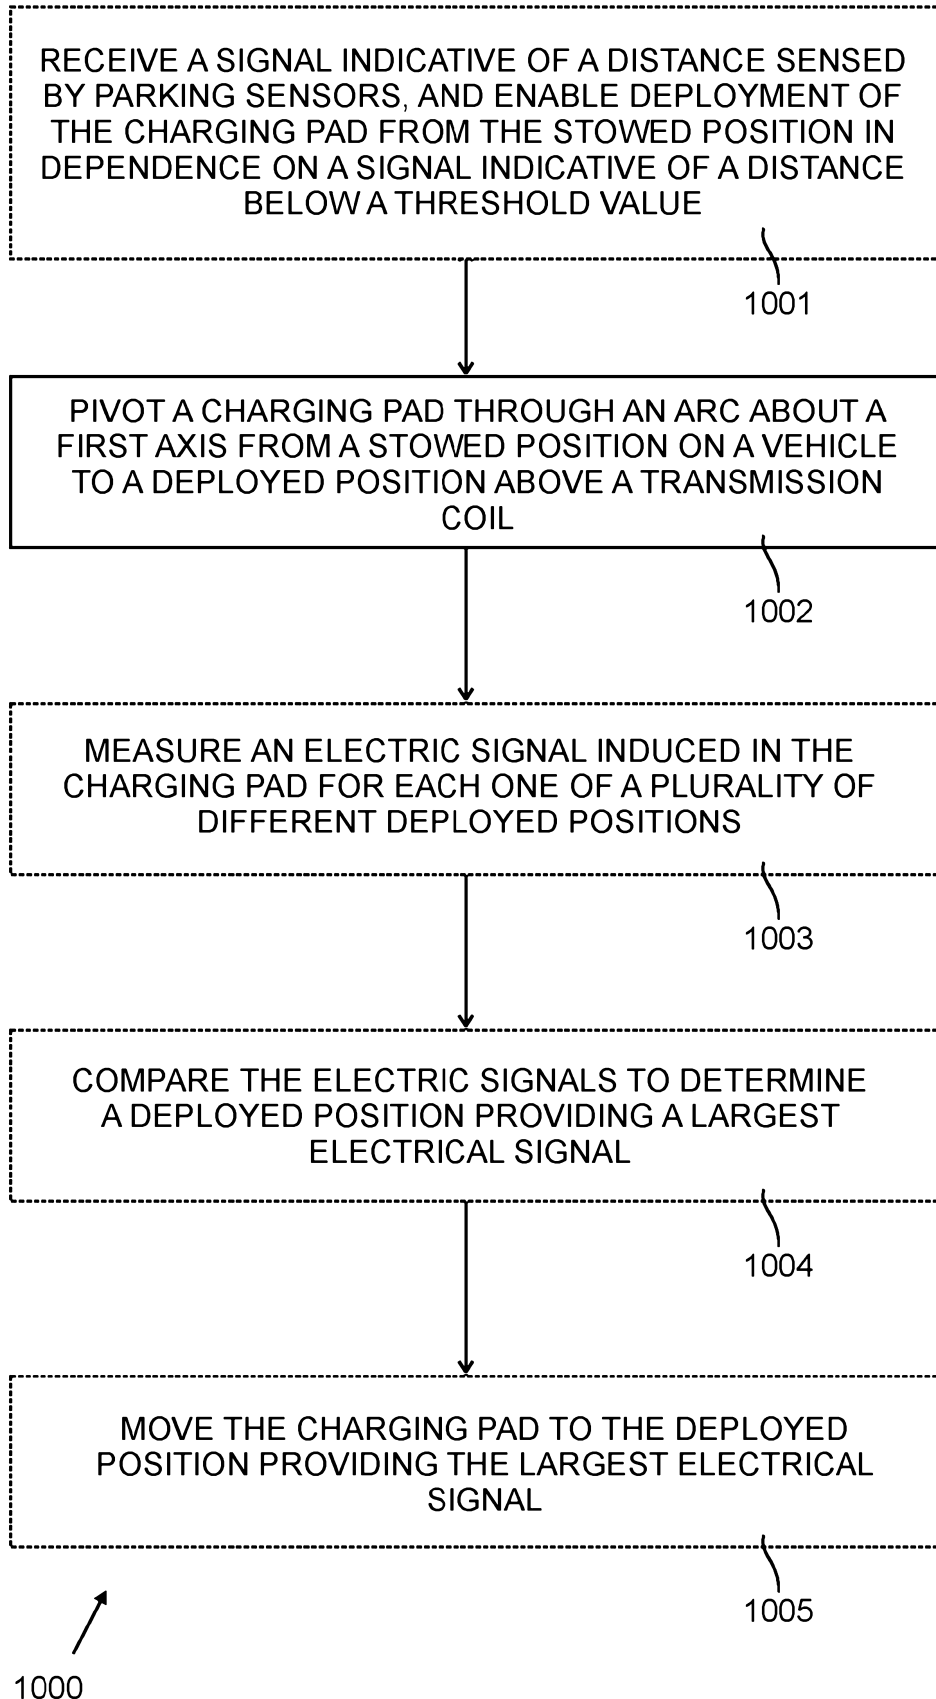 RECEIVE A SIGNAL INDICATIVE OF A DISTANCE SENSED
BY PARKING SENSORS, AND ENABLE DEPLOYMENT OF
THE CHARGING PAD FROM THE STOWED POSITION IN
DEPENDENCE ON A SIGNAL INDICATIVE OF A DISTANCE
BELOW A THRESHOLD VALUE
1001
PIVOT A CHARGING PAD THROUGH AN ARC ABOUT A
FIRST AXIS FROM A STOWED POSITION ON A VEHICLE
TO A DEPLOYED POSITION ABOVE A TRANSMISSION
COIL
1002
MEASURE AN ELECTRIC SIGNAL INDUCED IN THE
CHARGING PAD FOR EACH ONE OF A PLURALITY OF
DIFFERENT DEPLOYED POSITIONS
1003
COMPARE THE ELECTRIC SIGNALS TO DETERMINE
A DEPLOYED POSITION PROVIDING A LARGEST
ELECTRICAL SIGNAL
1004
MOVE THE CHARGING PAD TO THE DEPLOYED
POSITION PROVIDING THE LARGEST ELECTRICAL
SIGNAL
1005
1000